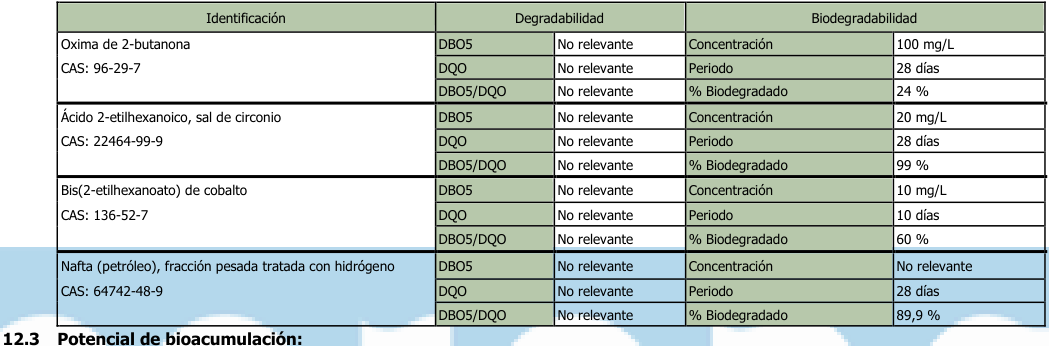 Identificación Degradabilidad Biodegradabilidad
Oxima de 2-butanona DBO5 No relevante Concentración 100 mg/L
CAS: 96-29-7 DQO No relevante Periodo 28 días
DBO5/DQO No relevante % Biodegradado 24 %
Ácido 2-etilhexanoico, sal de circonio DBO5 No relevante Concentración 20 mg/L
CAS: 22464-99-9 DQO No relevante Periodo 28 días
DBO5/DQO No relevante % Biodegradado 99 %
Bis(2-etilhexanoato) de cobalto DBO5 No relevante Concentración 10 mg/L
CAS: 136-52-7 DQO No relevante Periodo 10 días
DBO5/DQO No relevante % Biodegradado 60 %
Nafta (petróleo), fracción pesada tratada con hidrógeno DBO5 No relevante Concentración No relevante
CAS: 64742-48-9 DQO No relevante Periodo 28 días
DBO5/DQO No relevante % Biodegradado 89,9 %
12.3 Potencial de bioacumulación: